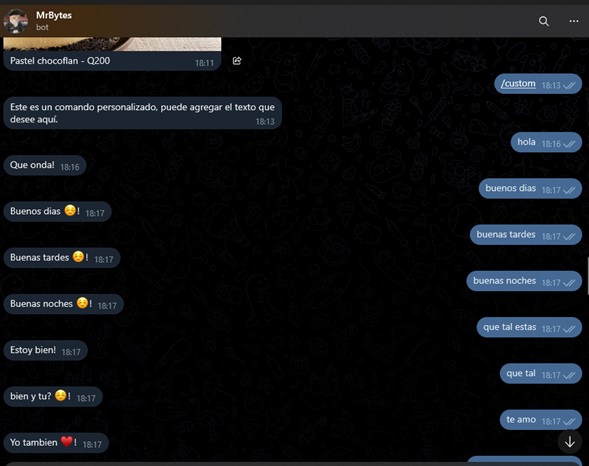 MrBytes
bot
Pastel chocoflan - Q200
18:11
/custom 18:13
Este es un comando personalizado, puede agregar el texto que
desee aquí.
18:13
hola 18:16
Que onda! 18:16
buenos dias 18:17
Buenos dias ☺️! 18:17
buenas tardes 18:17
Buenas tardes ☺️! 18:17
buenas noches 18:17
Buenas noches ☺️! 18:17
que tal estas 18:17
Estoy bien! 18:17
que tal 18:17
bien y tu? ☺️! 18:17
te amo 18:17
Yo tambien ❤️! 18:17